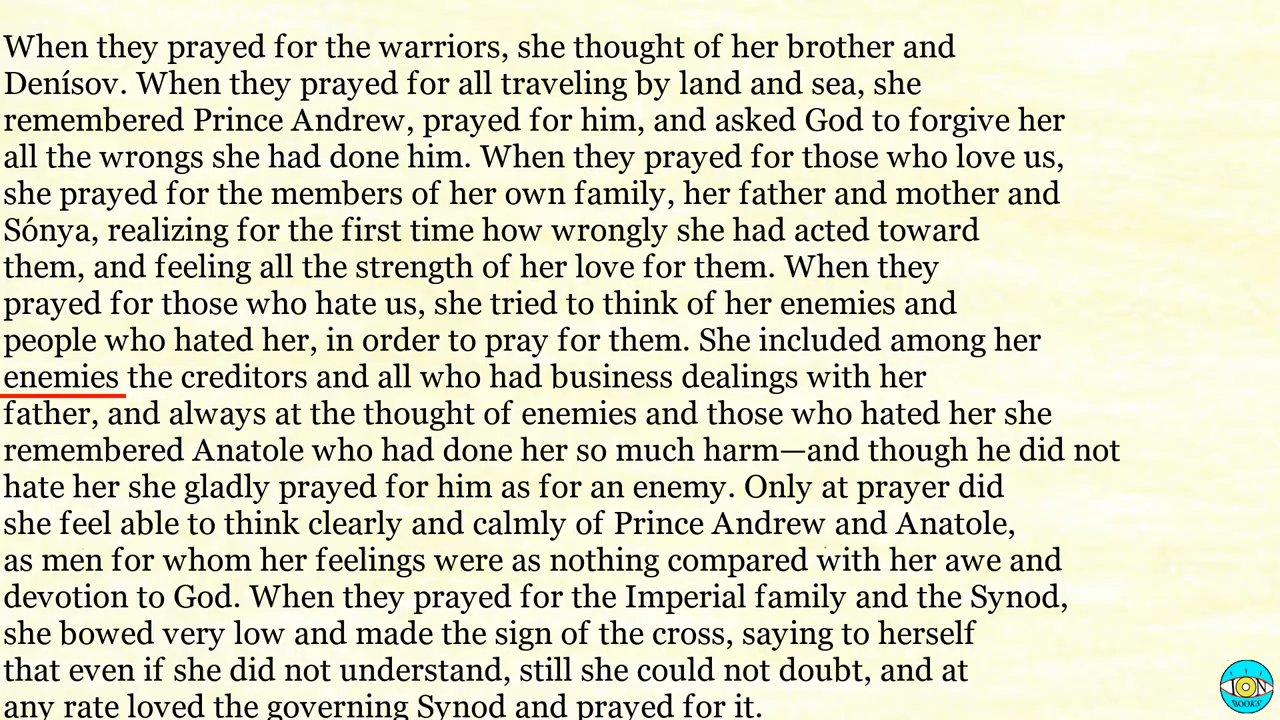 When they prayed for the warriors, she thought of her brother and
Denísov. When they prayed for all traveling by land and sea, she
remembered Prince Andrew, prayed for him, and asked God to forgive her
all the wrongs she had done him. When they prayed for those who love us,
she prayed for the members of her own family, her father and mother and
Sónya, realizing for the first time how wrongly she had acted toward
them, and feeling all the strength of her love for them. When they
prayed for those who hate us, she tried to think of her enemies and
people who hated her, in order to pray for them. She included among her
enemies the creditors and all who had business dealings with her
father, and always at the thought of enemies and those who hated her she
remembered Anatole who had done her so much harm—and though he did not
hate her she gladly prayed for him as for an enemy. Only at prayer did
she feel able to think clearly and calmly of Prince Andrew and Anatole,
as men for whom her feelings were as nothing compared with her awe and
devotion to God. When they prayed for the Imperial family and the Synod,
she bowed very low and made the sign of the cross, saying to herself
that even if she did not understand, still she could not doubt, and at
any rate loved the governing Synod and prayed for it.
ION
BOOKS